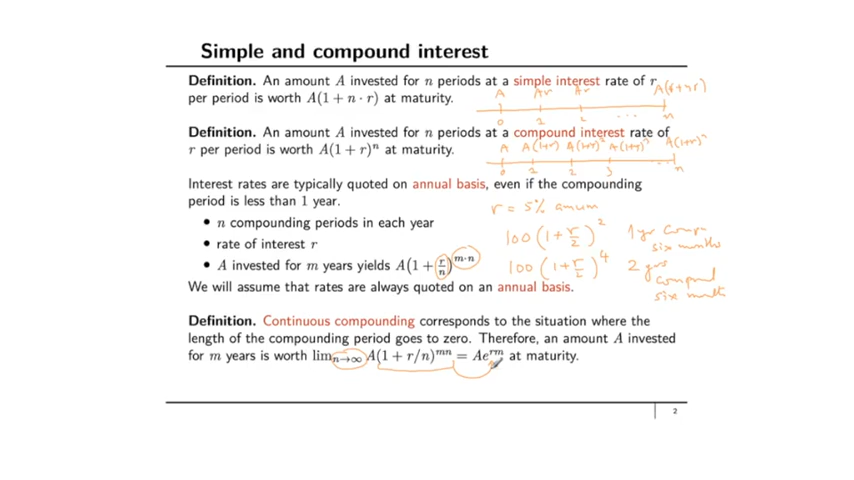 Simple and compound interest
Definition. An amount A invested for n periods at a simple interest rate of r
per period is worth A(1 + n · r) at maturity.
A Ar Ar A(1+nr)
0 2 2 ... n
Definition. An amount A invested for n periods at a compound interest rate of
r per period is worth A(1 + r)^n at maturity.
A A(1+r) A(1+r)^2 A(1+r)^3 A(1+r)^n
0 2 2 3 n
Interest rates are typically quoted on annual basis, even if the compounding
period is less than 1 year.
r = 5% annum
• n compounding periods in each year
100 (1 + r/2)^2 1 yr comp. six months
• rate of interest r
• A invested for m years yields A(1 + r/n)^{m·n}
100 (1 + r/2)^4 2 yrs compound six mults
We will assume that rates are always quoted on an annual basis.
Definition. Continuous compounding corresponds to the situation where the
length of the compounding period goes to zero. Therefore, an amount A invested
for m years is worth lim_{n→∞} A(1 + r/n)^{mn} = Ae^{rm} at maturity.
2